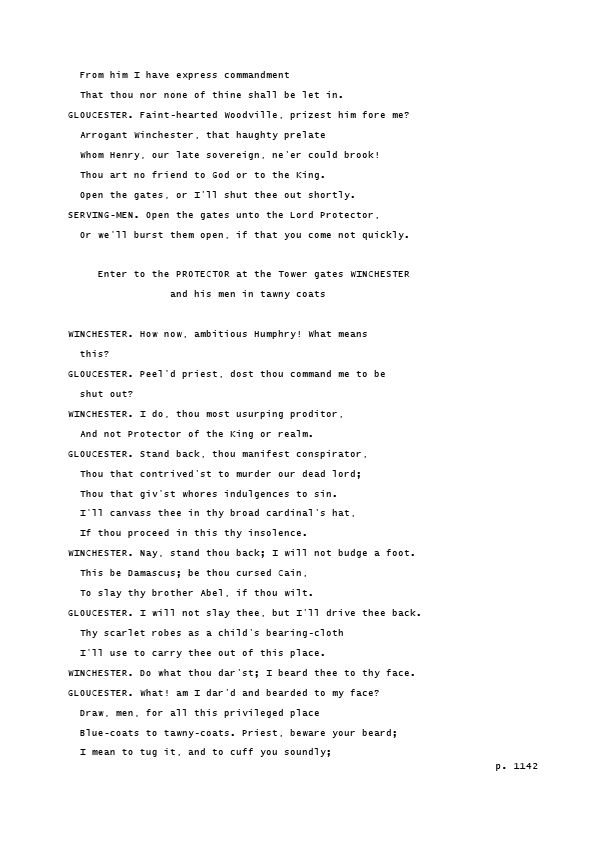 From him I have express commandment
That thou nor none of thine shall be let in.
GLOUCESTER. Faint-hearted Woodville, prizest him fore me?
Arrogant Winchester, that haughty prelate
Whom Henry, our late sovereign, ne'er could brook!
Thou art no friend to God or to the King.
Open the gates, or I'll shut thee out shortly.
SERVING-MEN. Open the gates unto the Lord Protector,
Or we'll burst them open, if that you come not quickly.
Enter to the PROTECTOR at the Tower gates WINCHESTER
and his men in tawny coats
WINCHESTER. How now, ambitious Humphry! What means
this?
GLOUCESTER. Peel'd priest, dost thou command me to be
shut out?
WINCHESTER. I do, thou most usurping proditor,
And not Protector of the King or realm.
GLOUCESTER. Stand back, thou manifest conspirator,
Thou that contrived'st to murder our dead lord;
Thou that giv'st whores indulgences to sin.
I'll canvass thee in thy broad cardinal's hat,
If thou proceed in this thy insolence.
WINCHESTER. Nay, stand thou back; I will not budge a foot.
This be Damascus; be thou cursed Cain,
To slay thy brother Abel, if thou wilt.
GLOUCESTER. I will not slay thee, but I'll drive thee back.
Thy scarlet robes as a child's bearing-cloth
I'll use to carry thee out of this place.
WINCHESTER. Do what thou dar'st; I beard thee to thy face.
GLOUCESTER. What! am I dar'd and bearded to my face?
Draw, men, for all this privileged place
Blue-coats to tawny-coats. Priest, beware your beard;
I mean to tug it, and to cuff you soundly;
p. 1142